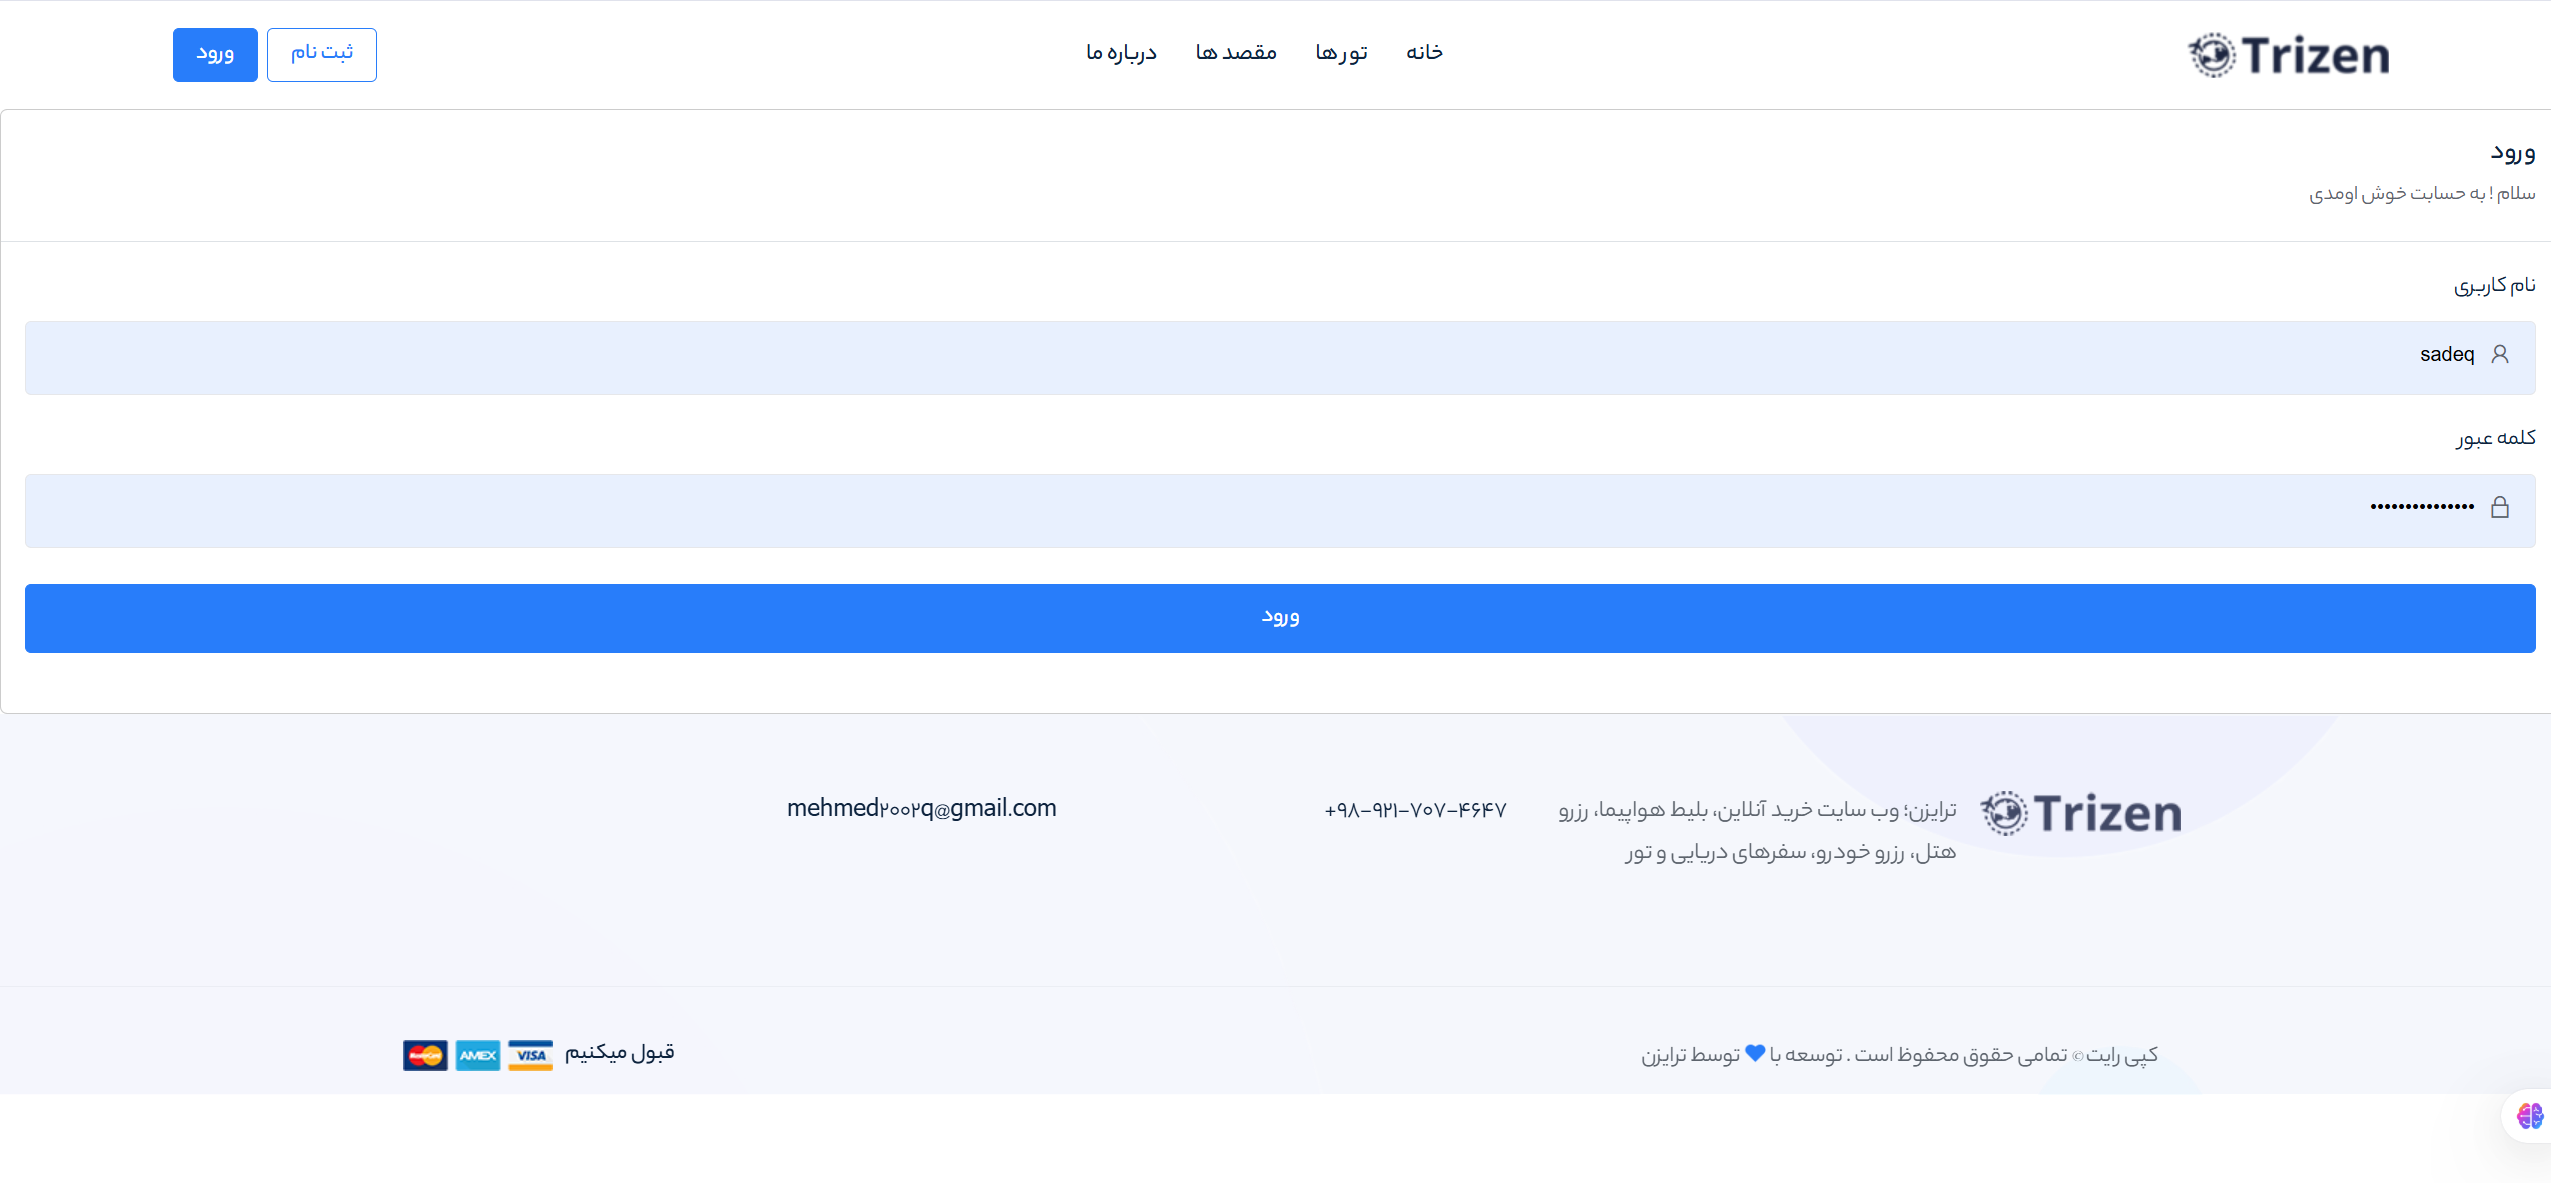 Trizen
خانه تورها مقصد ها درباره ما
ثبت نام ورود
ورود
سلام ! به حسابت خوش اومدی
نام کاربری
sadeq
کلمه عبور
•••••••••••••••
ورود
Trizen
ترایزن؛ وب سایت خرید آنلاین، بلیط هواپیما، رزرو
هتل، رزرو خودرو، سفرهای دریایی و تور
+۹۸-۹۲۱-۷۰۷-۴۶۴۷
mehmed۲۰۰۲q@gmail.com
کپی رایت © تمامی حقوق محفوظ است . توسعه با توسط ترایزن
قبول میکنیم
VISA AMEX MasterCard